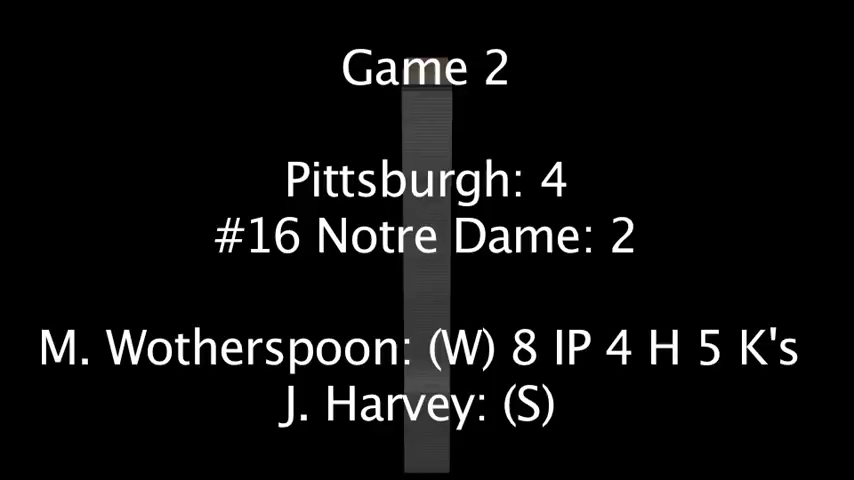 Game 2
Pittsburgh: 4
#16 Notre Dame: 2
M. Wotherspoon: (W) 8 IP 4 H 5 K's
J. Harvey: (S)